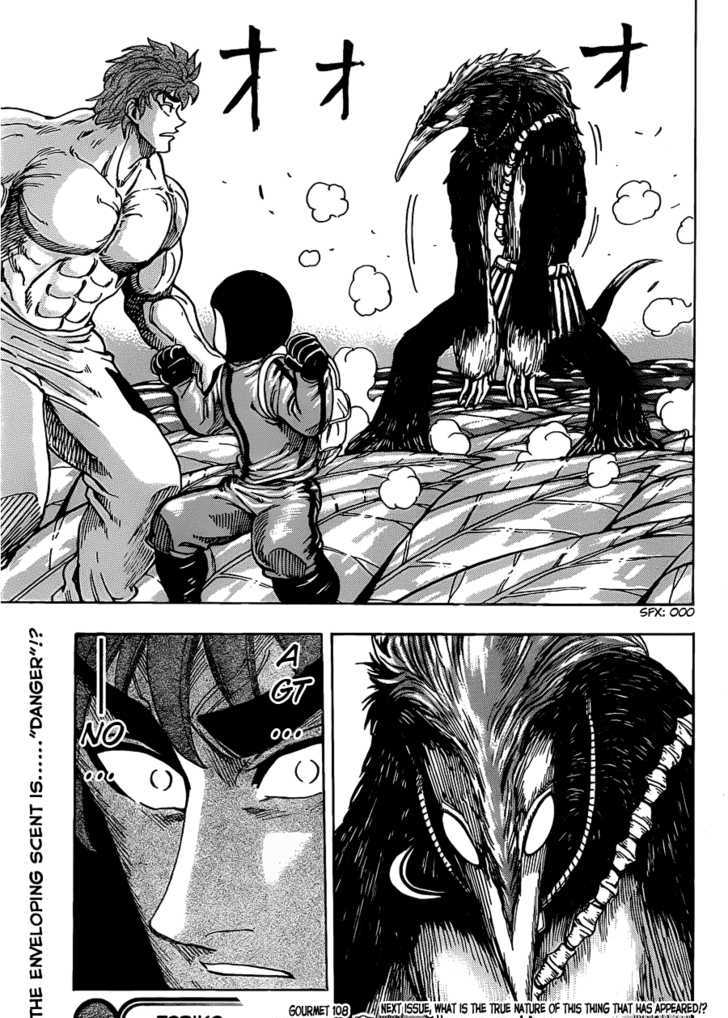 オ
オ
オ
SFX: OOO
A
GT
...
NO
...
THE ENVELOPING SCENT IS......"DANGER"!?
GOURMET 108
NEXT ISSUE, WHAT IS THE TRUE NATURE OF THIS THING THAT HAS APPEARED!?